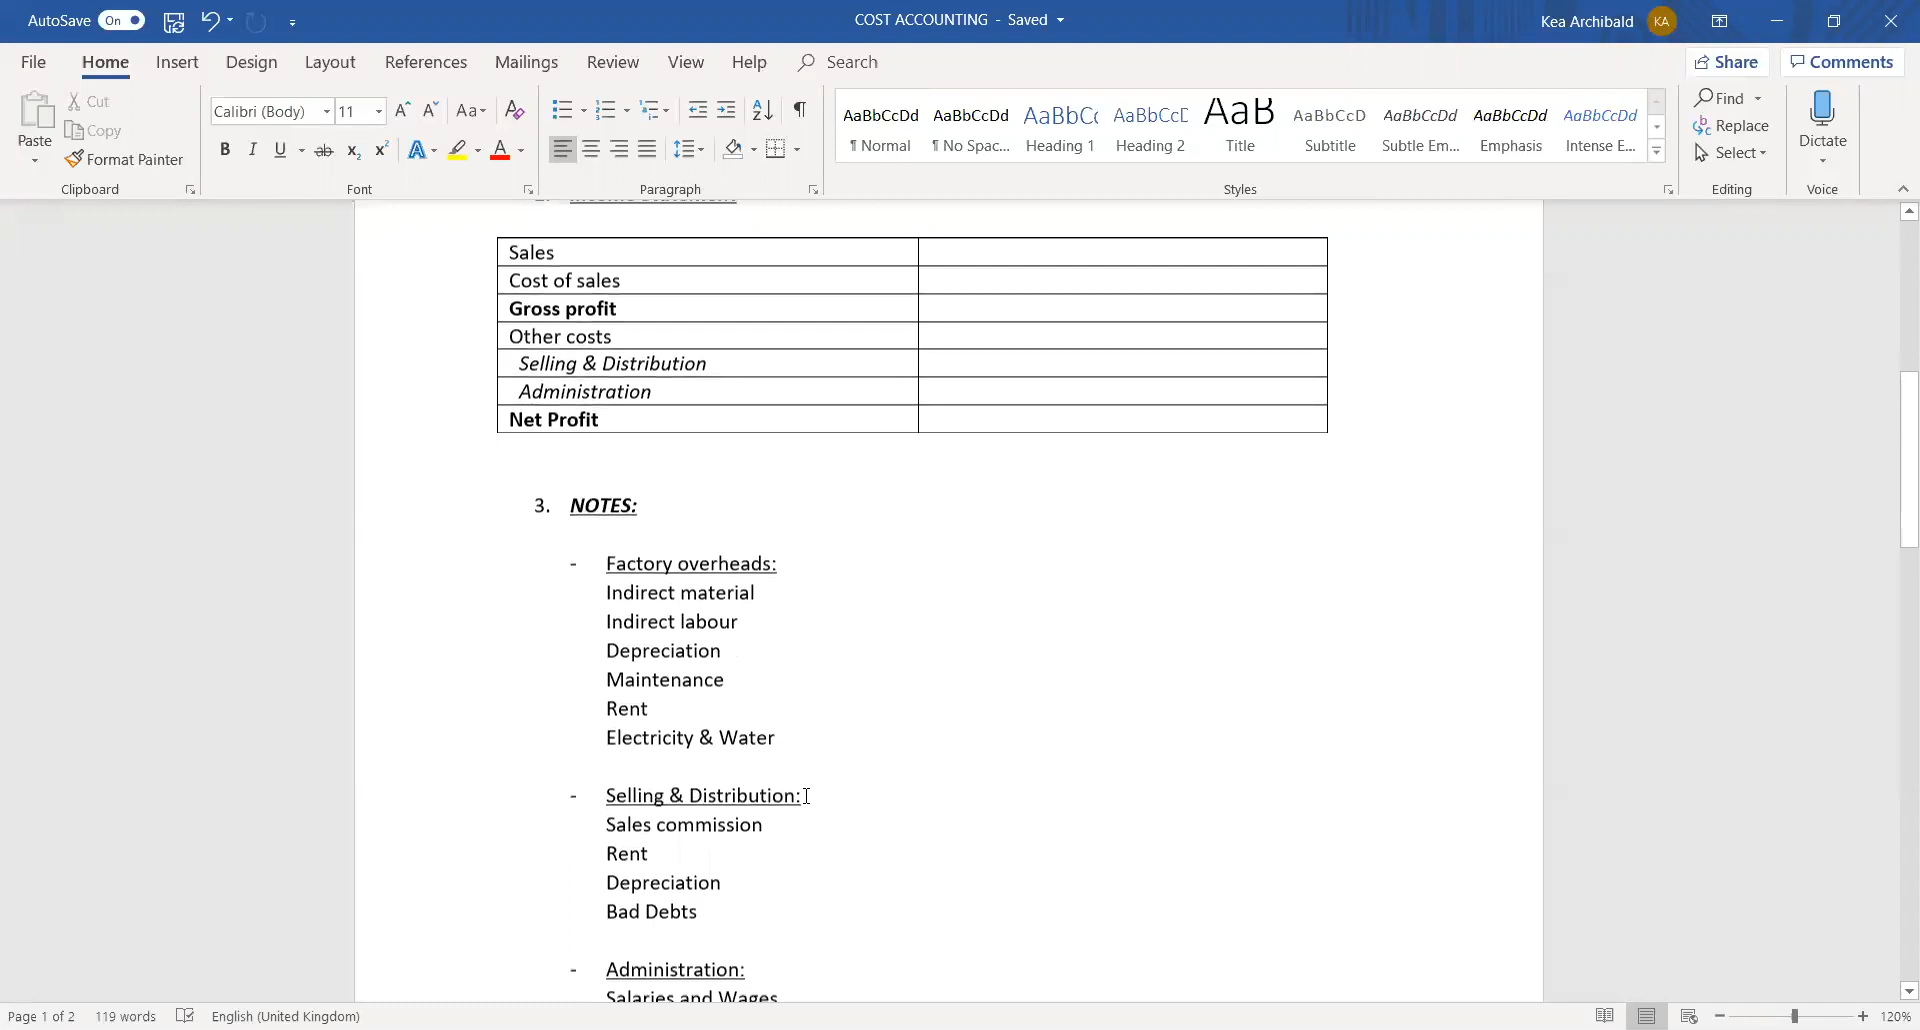 AutoSave On COST ACCOUNTING - Saved Kea Archibald KA
File Home Insert Design Layout References Mailings Review View Help Search Share Comments
Paste
Cut
Copy
Format Painter
Clipboard
Calibri (Body) 11 Aa
B I U ab x₂ x² A A
Font
Paragraph
AaBbCcDd AaBbCcDd AaBbCc AaBbCcC AaB AaBbCcD AaBbCcDd AaBbCcDd AaBbCcDd
¶ Normal ¶ No Spac... Heading 1 Heading 2 Title Subtitle Subtle Em... Emphasis Intense E...
Styles
Find
Replace
Select
Editing
Dictate
Voice
Sales
Cost of sales
Gross profit
Other costs
Selling & Distribution
Administration
Net Profit
3. NOTES:
- Factory overheads:
Indirect material
Indirect labour
Depreciation
Maintenance
Rent
Electricity & Water
- Selling & Distribution:
Sales commission
Rent
Depreciation
Bad Debts
- Administration:
Salaries and Wages
Page 1 of 2 119 words English (United Kingdom) 120%